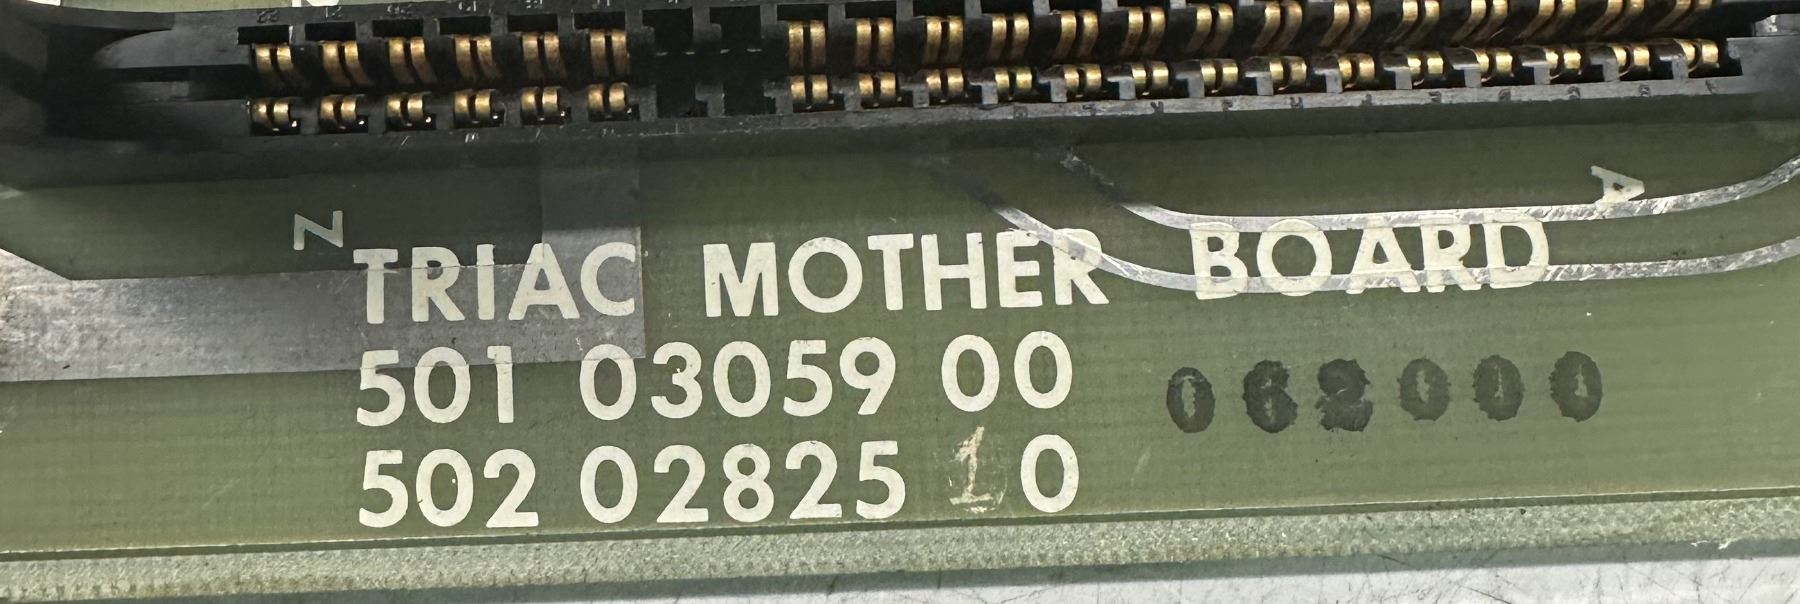 N
A
TRIAC MOTHER BOARD
501 03059 00
062000
502 02825 10